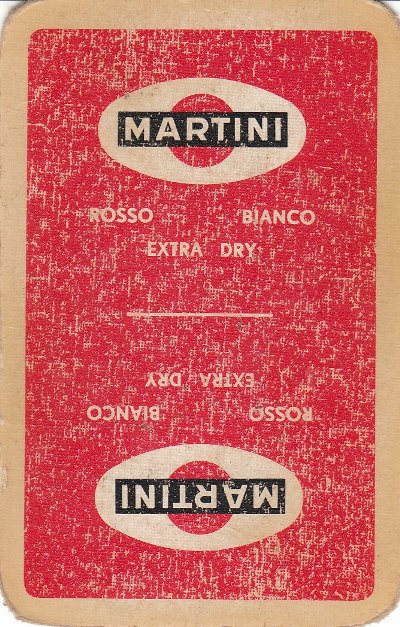 MARTINI
ROSSO BIANCO
EXTRA DRY
EXTRA DRY
ROSSO BIANCO
MARTINI